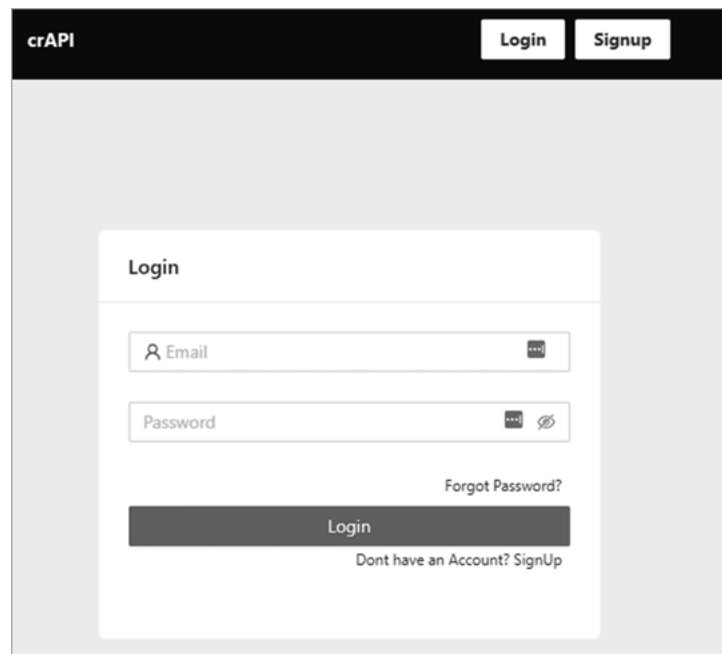 crAPI
Login
Signup
Login
Email
Password
Forgot Password?
Login
Dont have an Account? SignUp